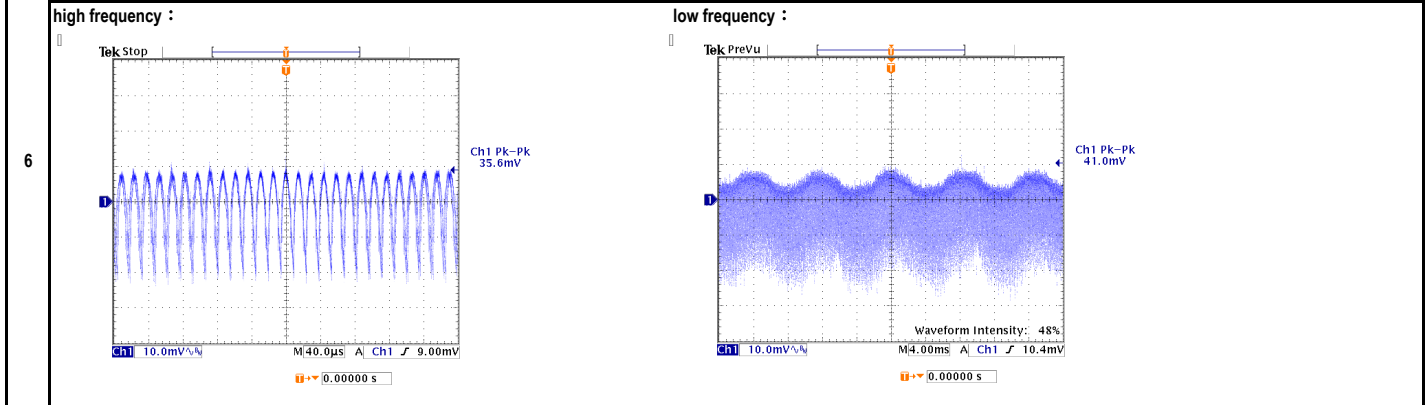 6
high frequency：
Tek Stop
T
T
1
Ch1 Pk-Pk
35.6mV
Ch1 10.0mV∿ M 40.0µs A Ch1 ƒ 9.00mV
T→▼ 0.00000 s
low frequency：
Tek PreVu
T
T
1
Ch1 Pk-Pk
41.0mV
Waveform Intensity: 48%
Ch1 10.0mV∿ M 4.00ms A Ch1 ƒ 10.4mV
T→▼ 0.00000 s